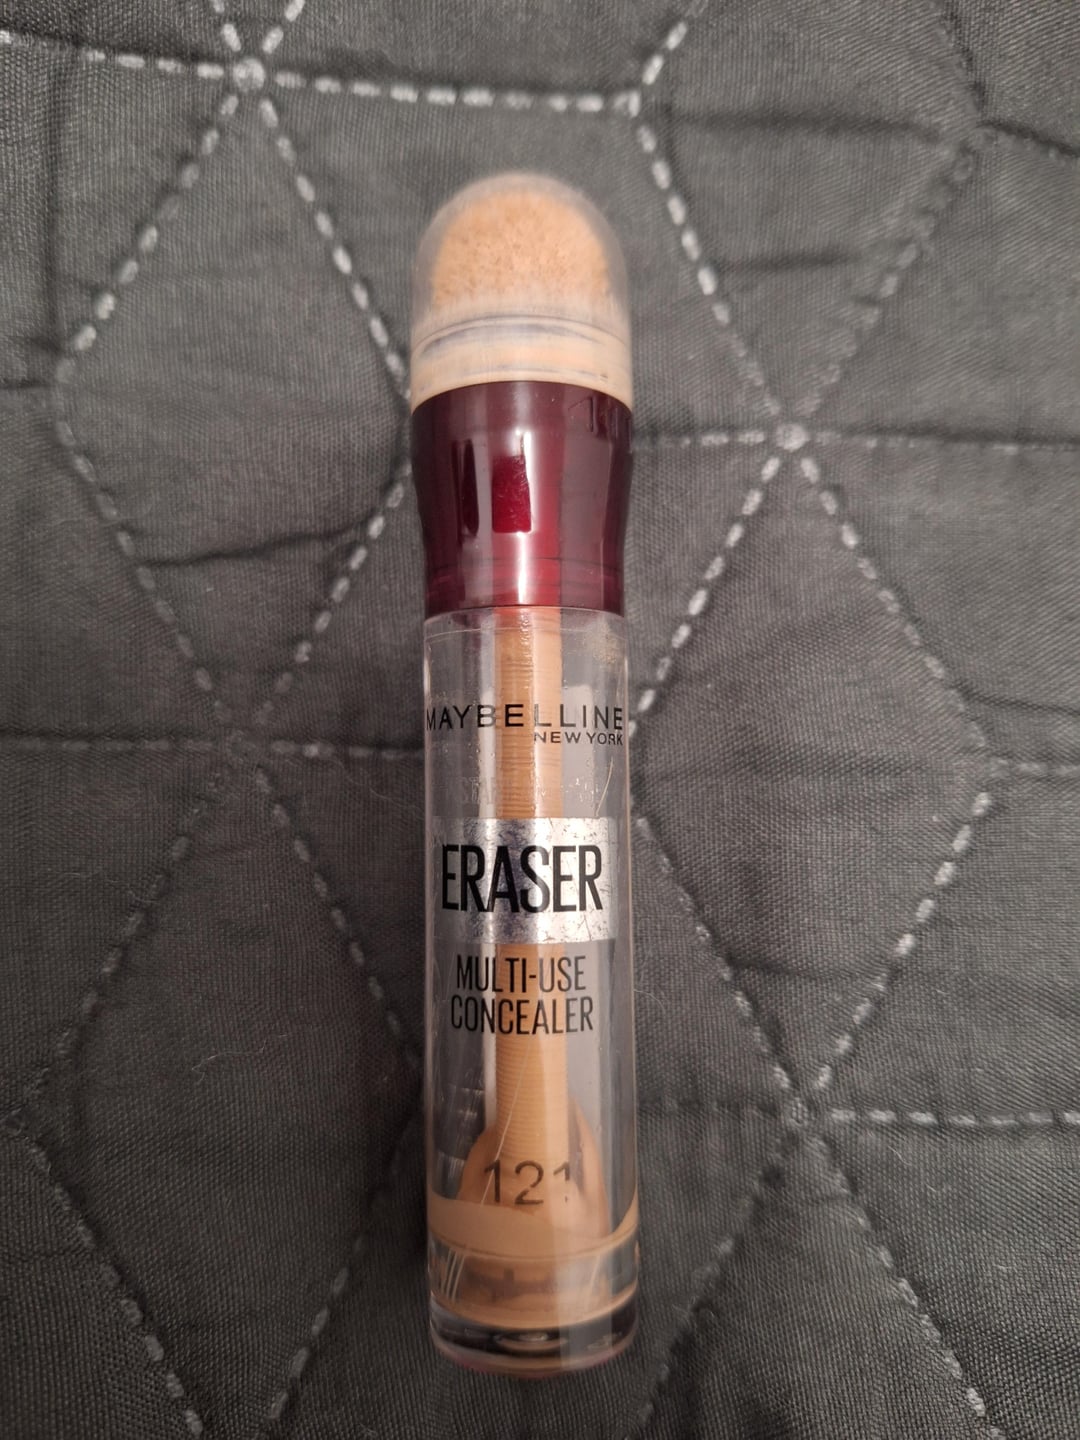 MAYBELLINE
NEW YORK
ERASER
MULTI-USE
CONCEALER
121